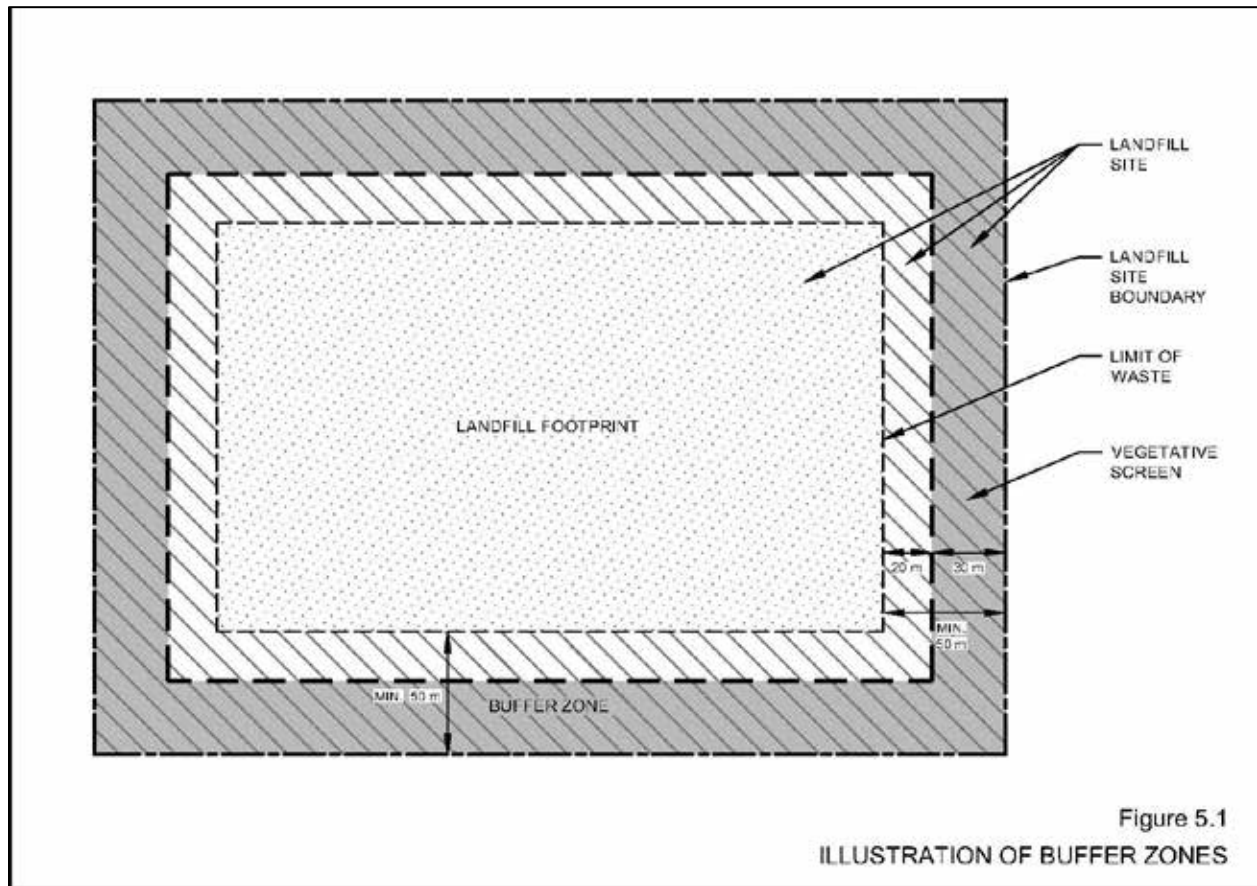 LANDFILL
SITE
LANDFILL
SITE
BOUNDARY
LIMIT OF
WASTE
LANDFILL FOOTPRINT
VEGETATIVE
SCREEN
20 m
30 m
MIN.
50 m
MIN. 50 m
BUFFER ZONE
Figure 5.1
ILLUSTRATION OF BUFFER ZONES